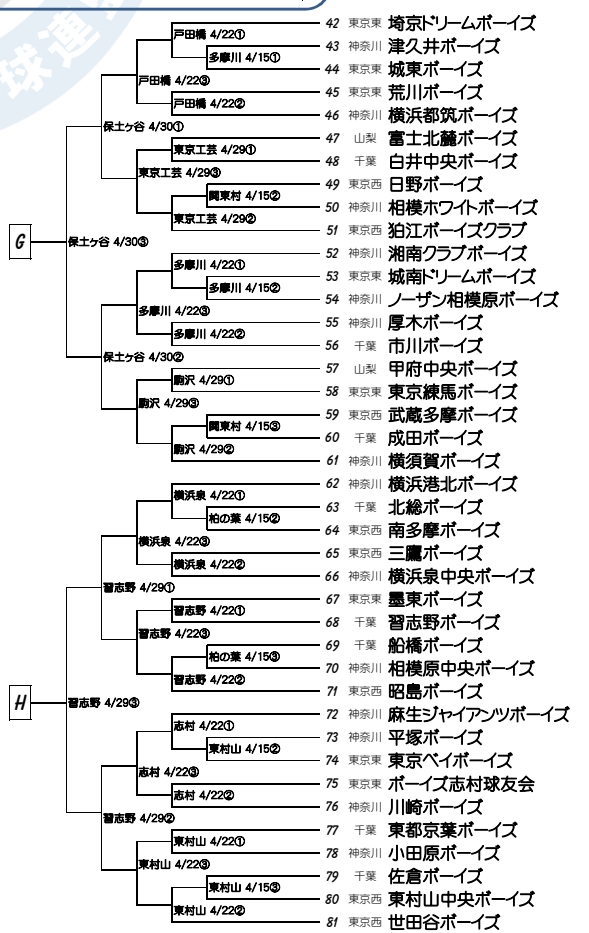 球連盟
42 東京東 埼京ドリームボーイズ
戸田橋 4/22①
43 神奈川 津久井ボーイズ
多摩川 4/15①
44 東京東 城東ボーイズ
戸田橋 4/22③
45 東京東 荒川ボーイズ
戸田橋 4/22②
46 神奈川 横浜都筑ボーイズ
保土ヶ谷 4/30①
47 山梨 富士北麓ボーイズ
東京工芸 4/29①
48 千葉 白井中央ボーイズ
東京工芸 4/29③
49 東京西 日野ボーイズ
関東村 4/15②
50 神奈川 相模ホワイトボーイズ
東京工芸 4/29②
51 東京西 狛江ボーイズクラブ
G 保土ヶ谷 4/30③
52 神奈川 湘南クラブボーイズ
多摩川 4/22①
53 東京東 城南ドリームボーイズ
多摩川 4/15②
54 神奈川 ノーザン相模原ボーイズ
多摩川 4/22③
55 神奈川 厚木ボーイズ
多摩川 4/22②
56 千葉 市川ボーイズ
保土ヶ谷 4/30②
57 山梨 甲府中央ボーイズ
駒沢 4/29①
58 東京東 東京練馬ボーイズ
駒沢 4/29③
59 東京西 武蔵多摩ボーイズ
関東村 4/15③
60 千葉 成田ボーイズ
駒沢 4/29②
61 神奈川 横須賀ボーイズ
62 神奈川 横浜港北ボーイズ
横浜泉 4/22①
63 千葉 北総ボーイズ
柏の葉 4/15②
64 東京西 南多摩ボーイズ
横浜泉 4/22③
65 東京西 三鷹ボーイズ
横浜泉 4/22②
66 神奈川 横浜泉中央ボーイズ
習志野 4/29①
67 東京東 墨東ボーイズ
習志野 4/22①
68 千葉 習志野ボーイズ
習志野 4/22③
69 千葉 船橋ボーイズ
柏の葉 4/15③
70 神奈川 相模原中央ボーイズ
習志野 4/22②
71 東京西 昭島ボーイズ
H 習志野 4/29③
72 神奈川 麻生ジャイアンツボーイズ
志村 4/22①
73 神奈川 平塚ボーイズ
東村山 4/15②
74 東京東 東京ベイボーイズ
志村 4/22③
75 東京東 ボーイズ志村球友会
志村 4/22②
76 神奈川 川崎ボーイズ
習志野 4/29②
77 千葉 東都京葉ボーイズ
東村山 4/22①
78 神奈川 小田原ボーイズ
東村山 4/22③
79 千葉 佐倉ボーイズ
東村山 4/15③
80 東京西 東村山中央ボーイズ
東村山 4/22②
81 東京西 世田谷ボーイズ